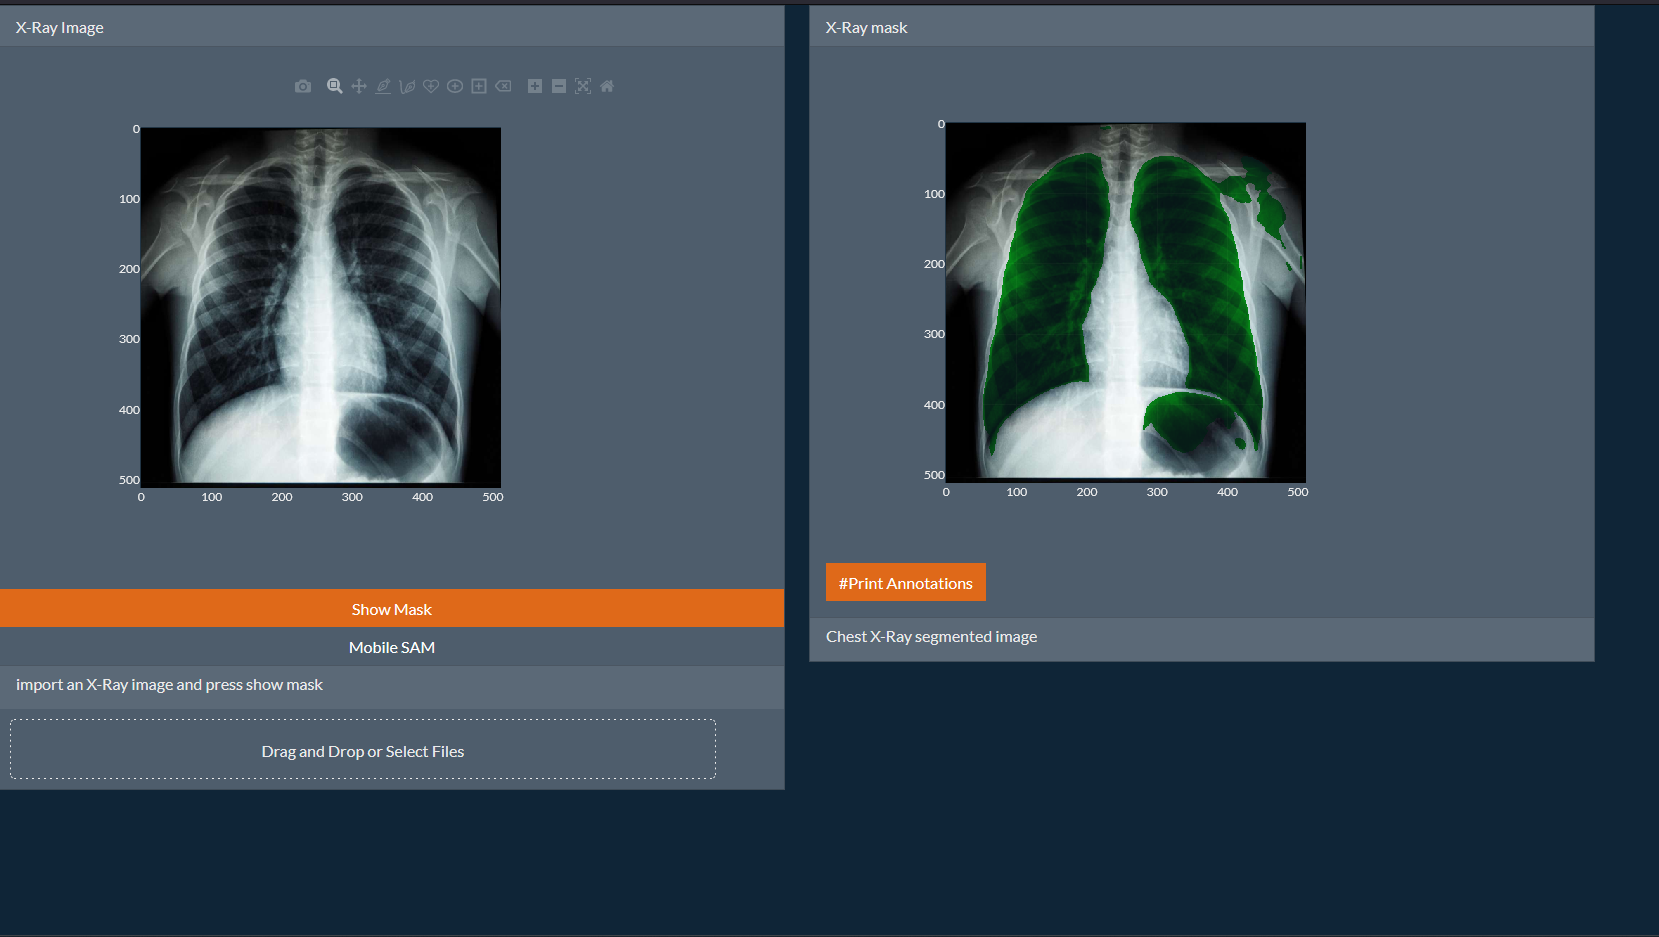 X-Ray Image
0
100
200
300
400
500
0 100 200 300 400 500
Show Mask
Mobile SAM
import an X-Ray image and press show mask
Drag and Drop or Select Files
X-Ray mask
0
100
200
300
400
500
0 100 200 300 400 500
#Print Annotations
Chest X-Ray segmented image